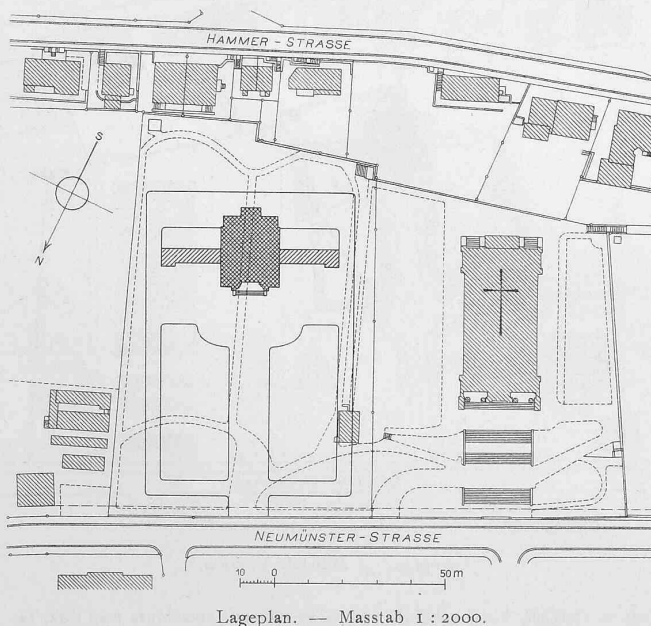 HAMMER-STRASSE
S
N
NEUMÜNSTER-STRASSE
10 0 50 m
Lageplan. — Masstab 1 : 2000.